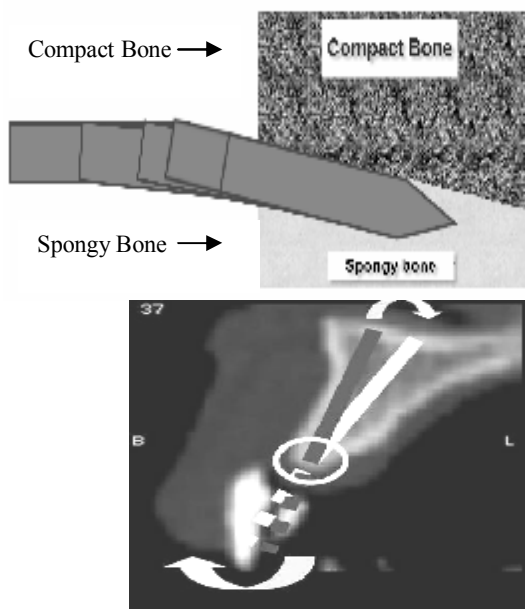 Compact Bone →
Compact Bone
Spongy Bone →
Spongy bone
37
B
L